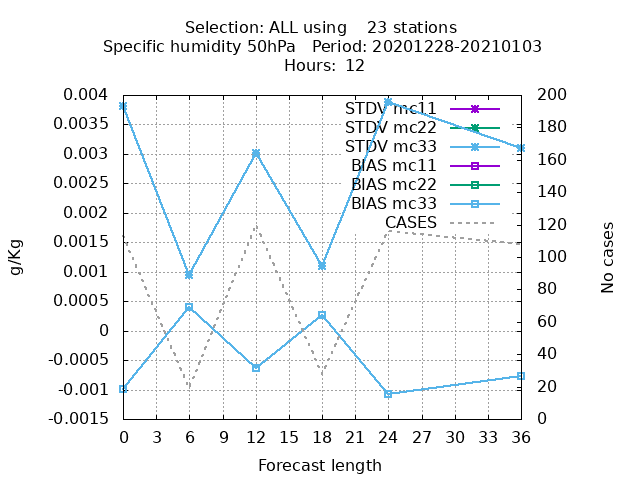 Selection: ALL using    23 stations
Specific humidity 50hPa   Period: 20201228-20210103
Hours: 12
0.004
0.0035
0.003
0.0025
0.002
0.0015
0.001
0.0005
0
-0.0005
-0.001
-0.0015
g/Kg
STDV mc11
STDV mc22
STDV mc33
BIAS mc11
BIAS mc22
BIAS mc33
CASES
200
180
160
140
120
100
80
60
40
20
0
No cases
0 3 6 9 12 15 18 21 24 27 30 33 36
Forecast length